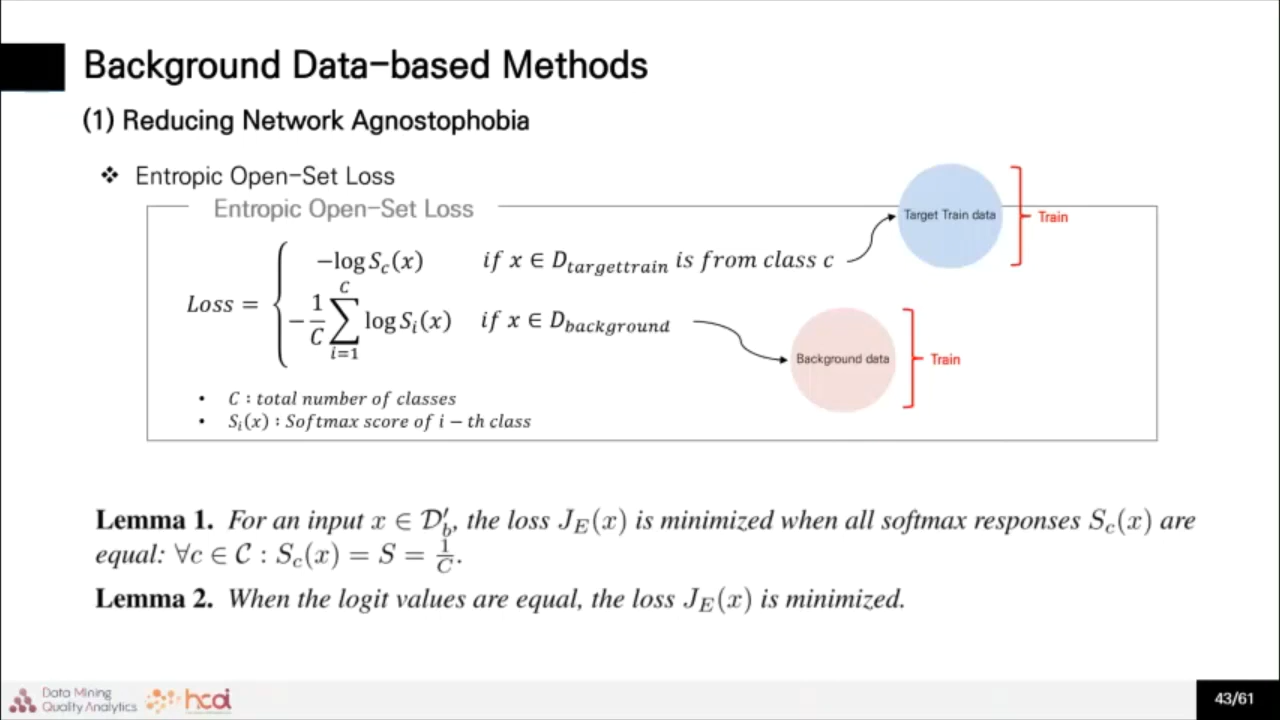 Background Data-based Methods
(1) Reducing Network Agnostophobia
❖ Entropic Open-Set Loss
Entropic Open-Set Loss
Target Train data
Train
Loss = { −log S_c(x) if x ∈ D_targettrain is from class c
−1/C ∑_{i=1}^{C} log S_i(x) if x ∈ D_background
Background data
Train
• C : total number of classes
• S_i(x) : Softmax score of i − th class
Lemma 1. For an input x ∈ D′_b, the loss J_E(x) is minimized when all softmax responses S_c(x) are
equal: ∀c ∈ C : S_c(x) = S = 1/C.
Lemma 2. When the logit values are equal, the loss J_E(x) is minimized.
Data Mining
Quality Analytics
hcai
43/61